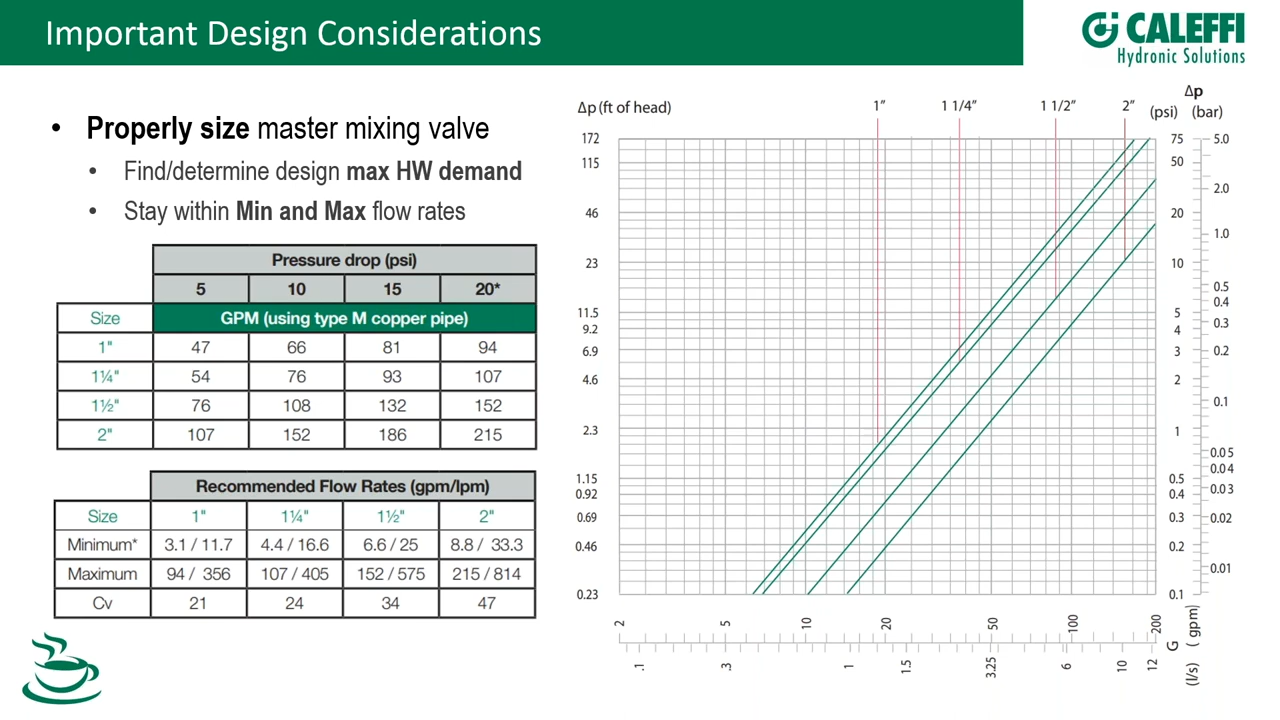 Important Design Considerations
CALEFFI
Hydronic Solutions
• Properly size master mixing valve
• Find/determine design max HW demand
• Stay within Min and Max flow rates
Pressure drop (psi)
5 10 15 20*
Size GPM (using type M copper pipe)
1" 47 66 81 94
1¼" 54 76 93 107
1½" 76 108 132 152
2" 107 152 186 215
Recommended Flow Rates (gpm/lpm)
Size 1" 1¼" 1½" 2"
Minimum* 3.1 / 11.7 4.4 / 16.6 6.6 / 25 8.8 / 33.3
Maximum 94 / 356 107 / 405 152 / 575 215 / 814
Cv 21 24 34 47
Δp (ft of head)
1” 1 1/4” 1 1/2” 2”
Δp
(psi) (bar)
172
115
46
23
11.5
9.2
6.9
4.6
2.3
1.15
0.92
0.69
0.46
0.23
75
50
20
10
5
4
3
2
1
0.5
0.4
0.3
0.2
0.1
5.0
2.0
1.0
0.5
0.4
0.3
0.2
0.1
0.05
0.04
0.03
0.02
0.01
2 5 10 20 50 100 200
G (gpm)
.1 .3 1 1.5 3.25 6 10 12
(l/s)